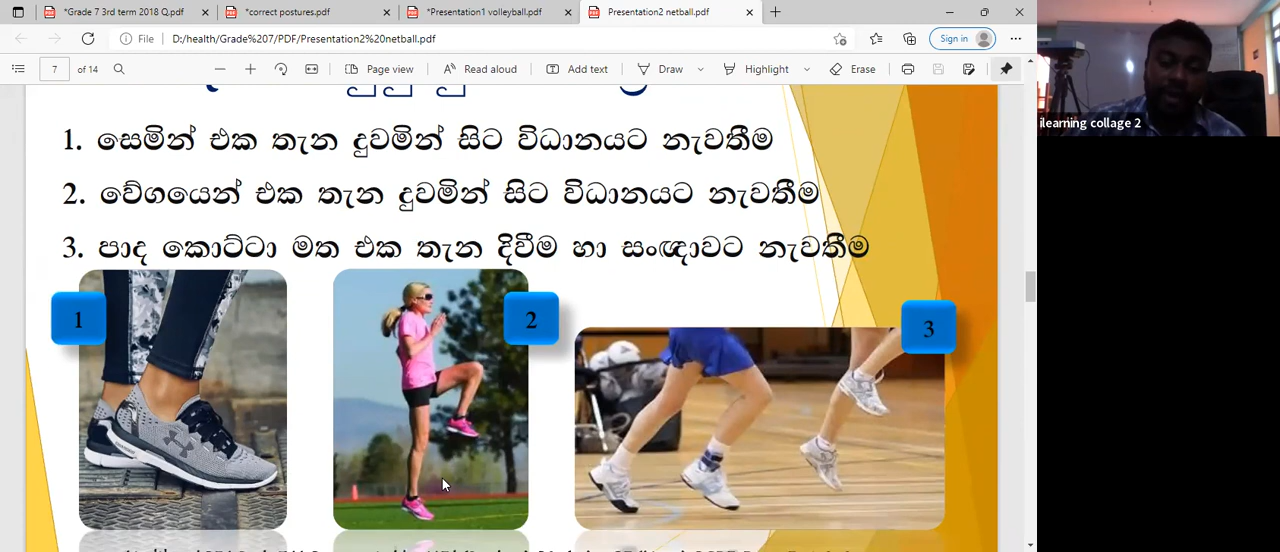 *Grade 7 3rd term 2018 Q.pdf
*correct postures.pdf
*Presentation1 volleyball.pdf
Presentation2 netball.pdf
File
D:/health/Grade%207/PDF/Presentation2%20netball.pdf
Sign in
7 of 14
Page view
Read aloud
Add text
Draw
Highlight
Erase
ilearning collage 2
1. සෙමින් එක තැන දුවමින් සිට විධානයට නැවතීම
2. වේගයෙන් එක තැන දුවමින් සිට විධානයට නැවතීම
3. පාද කොට්ටා මත එක තැන දිවීම හා සංඥාවට නැවතීම
1
2
3